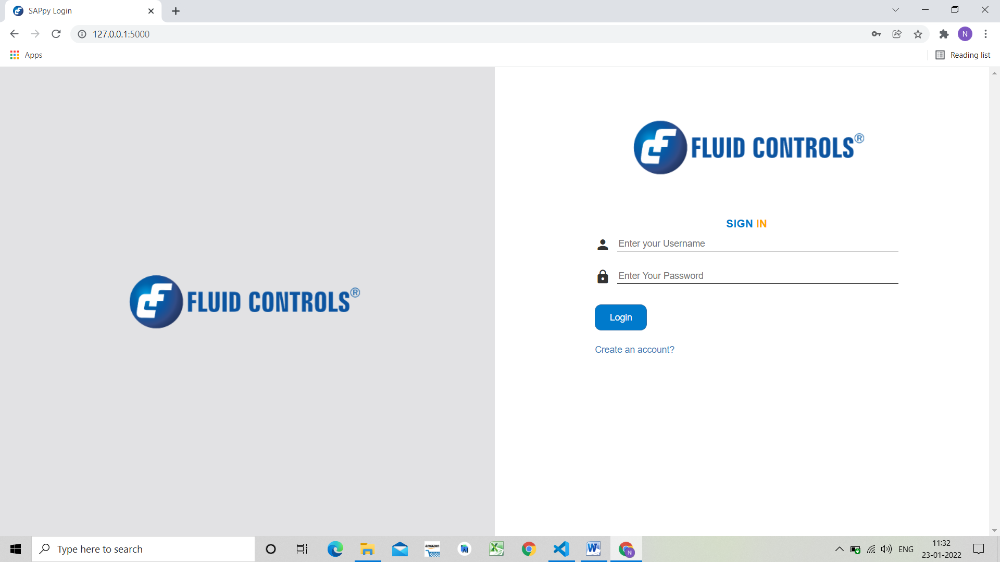 SAPpy Login
127.0.0.1:5000
N
Apps
Reading list
FLUID CONTROLS®
FLUID CONTROLS®
SIGN IN
Enter your Username
Enter Your Password
Login
Create an account?
Type here to search
amazon
N
ENG
11:32
23-01-2022